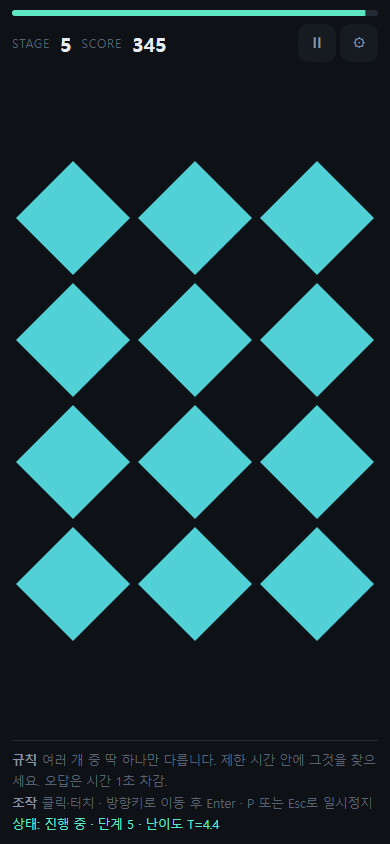 STAGE 5 SCORE 345
규칙 여러 개 중 딱 하나만 다릅니다. 제한 시간 안에 그것을 찾으
세요. 오답은 시간 1초 차감.
조작 클릭·터치 · 방향키로 이동 후 Enter · P 또는 Esc로 일시정지
상태: 진행 중 · 단계 5 · 난이도 T=4.4